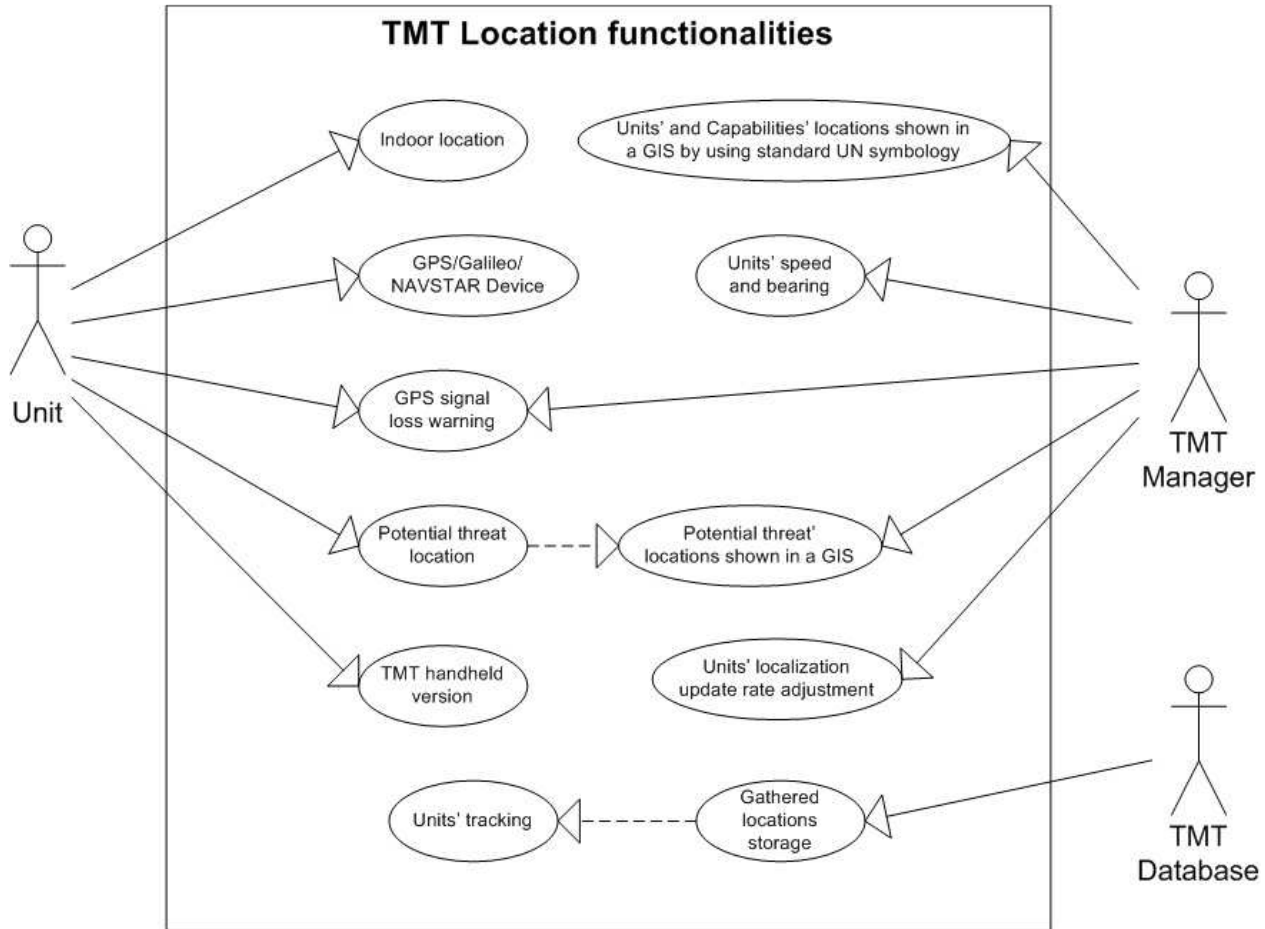 TMT Location functionalities
Indoor location
Units' and Capabilities' locations shown in
a GIS by using standard UN symbology
GPS/Galileo/
NAVSTAR Device
Units' speed
and bearing
Unit
GPS signal
loss warning
TMT
Manager
Potential threat
location
Potential threat'
locations shown in a GIS
TMT handheld
version
Units' localization
update rate adjustment
Units' tracking
Gathered
locations
storage
TMT
Database